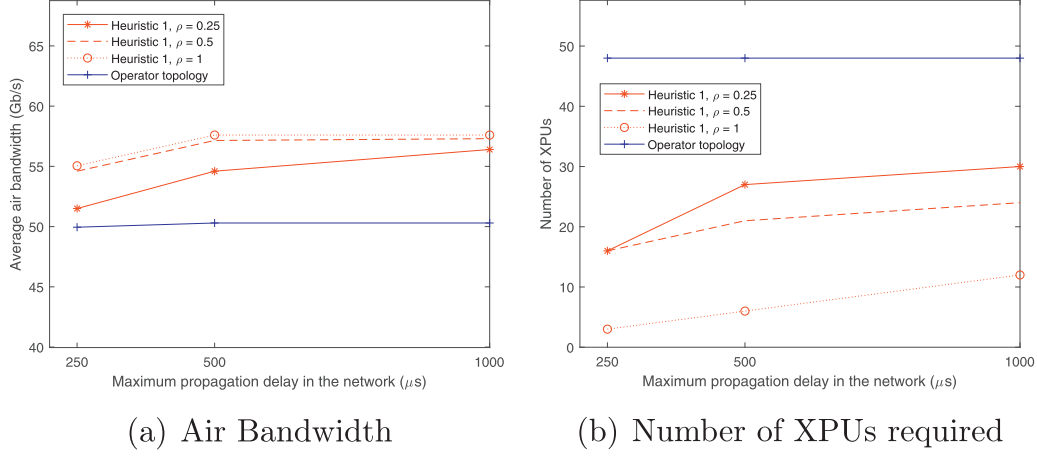 Heuristic 1, ρ = 0.25
Heuristic 1, ρ = 0.5
Heuristic 1, ρ = 1
Operator topology
65
60
55
50
45
40
Average air bandwidth (Gb/s)
250
500
1000
Maximum propagation delay in the network (μs)
(a) Air Bandwidth
50
40
30
20
10
0
Number of XPUs
Heuristic 1, ρ = 0.25
Heuristic 1, ρ = 0.5
Heuristic 1, ρ = 1
Operator topology
250
500
1000
Maximum propagation delay in the network (μs)
(b) Number of XPUs required